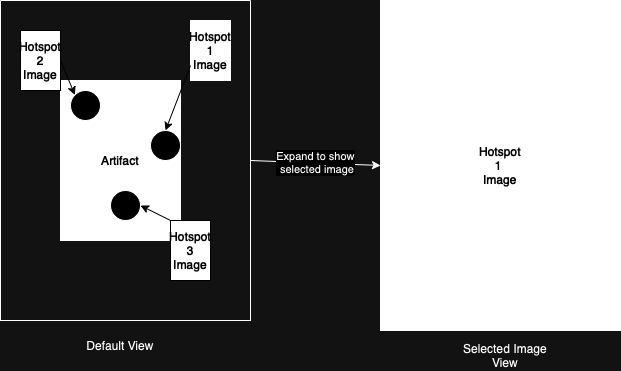 Hotspot
2
Image
Hotspot
1
Image
Artifact
Hotspot
3
Image
Expand to show
selected image
Hotspot
1
Image
Default View
Selected Image
View